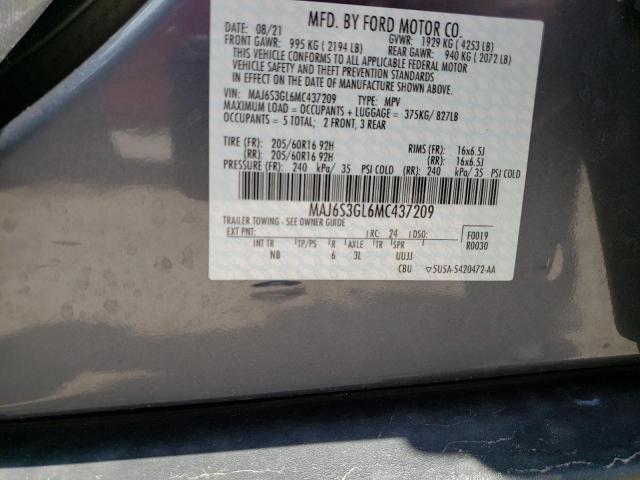 MFD. BY FORD MOTOR CO.
DATE: 08/21 GVWR: 1929 KG ( 4253 LB)
FRONT GAWR: 995 KG ( 2194 LB) REAR GAWR: 940 KG ( 2072 LB)
THIS VEHICLE CONFORMS TO ALL APPLICABLE FEDERAL MOTOR
VEHICLE SAFETY STANDARDS AND THEFT PREVENTION STANDARDS
IN EFFECT ON THE DATE OF MANUFACTURE SHOWN ABOVE.
VIN: MAJ6S3GL6MC437209 TYPE: MPV
MAXIMUM LOAD = OCCUPANTS + LUGGAGE = 375KG/ 827LB
OCCUPANTS = 5 TOTAL; 2 FRONT, 3 REAR
TIRE (FR): 205/60R16 92H RIMS (FR): 16x6.5J
(RR): 205/60R16 92H (RR): 16x6.5J
PRESSURE (FR): 240 kPa/ 35 PSI COLD (RR): 240 kPa/ 35 PSI COLD
MAJ6S3GL6MC437209
TRAILER TOWING - SEE OWNER GUIDE
EXT PNT: RC: 24 DSO: F0019
R0030
INT TR TP/PS R AXLE TR SPR
NB 6 3L UUJJ
CBU ▽5U5A-5420472-AA